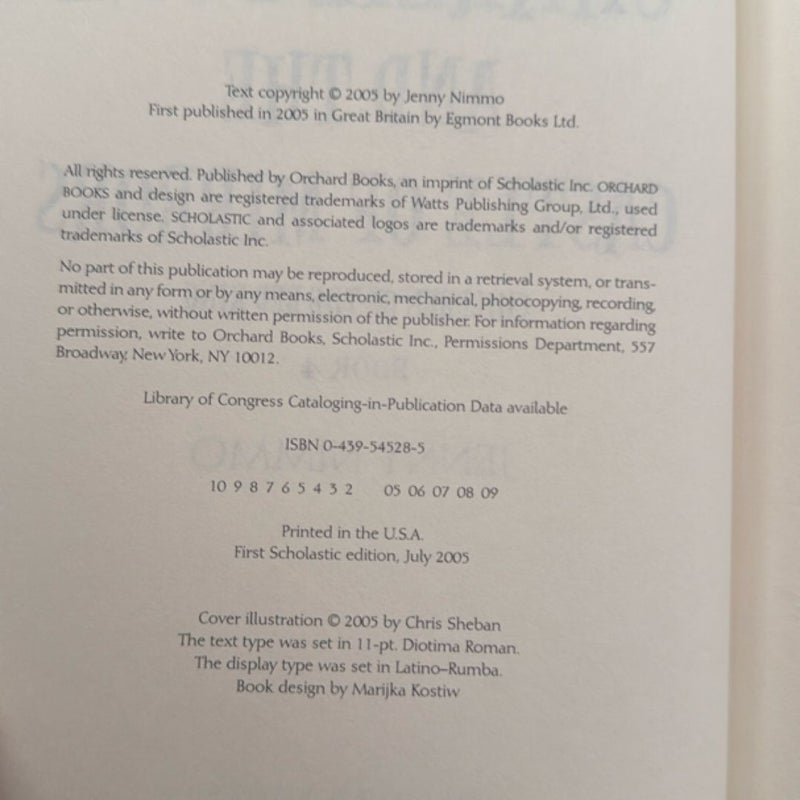 Text copyright © 2005 by Jenny Nimmo
First published in 2005 in Great Britain by Egmont Books Ltd.
All rights reserved. Published by Orchard Books, an imprint of Scholastic Inc. ORCHARD
BOOKS and design are registered trademarks of Watts Publishing Group, Ltd., used
under license. SCHOLASTIC and associated logos are trademarks and/or registered
trademarks of Scholastic Inc.
No part of this publication may be reproduced, stored in a retrieval system, or trans-
mitted in any form or by any means, electronic, mechanical, photocopying, recording,
or otherwise, without written permission of the publisher. For information regarding
permission, write to Orchard Books, Scholastic Inc., Permissions Department, 557
Broadway, New York, NY 10012.
Library of Congress Cataloging-in-Publication Data available
ISBN 0-439-54528-5
10 9 8 7 6 5 4 3 2 05 06 07 08 09
Printed in the U.S.A.
First Scholastic edition, July 2005
Cover illustration © 2005 by Chris Sheban
The text type was set in 11-pt. Diotima Roman.
The display type was set in Latino-Rumba.
Book design by Marijka Kostiw